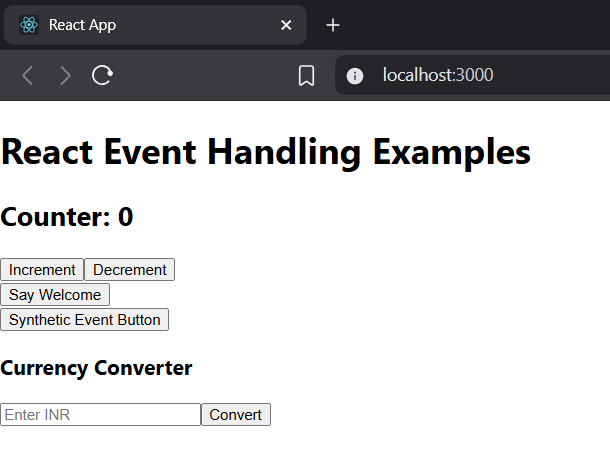 React App
localhost:3000
React Event Handling Examples
Counter: 0
Increment Decrement
Say Welcome
Synthetic Event Button
Currency Converter
Enter INR Convert